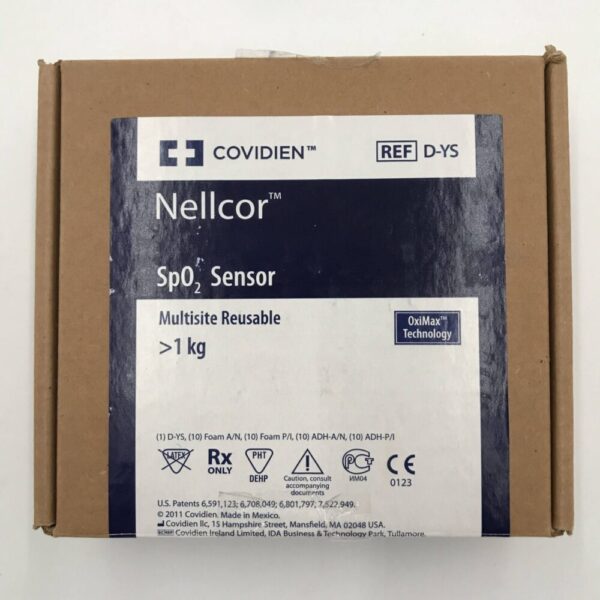 COVIDIEN™
REF D-YS
Nellcor™
SpO₂ Sensor
Multisite Reusable
>1 kg
OxiMax™
Technology
(1) D-YS, (10) Foam A/N, (10) Foam P/I, (10) ADH-A/N, (10) ADH-P/I
LATEX
Rx
ONLY
PHT
DEHP
Caution, consult
accompanying
documents
PCT
ИМ04
CE
0123
U.S. Patents 6,591,123; 6,708,049; 6,801,797; 7,522,949.
© 2011 Covidien. Made in Mexico.
Covidien llc, 15 Hampshire Street, Mansfield, MA 02048 USA.
Covidien Ireland Limited, IDA Business & Technology Park, Tullamore.